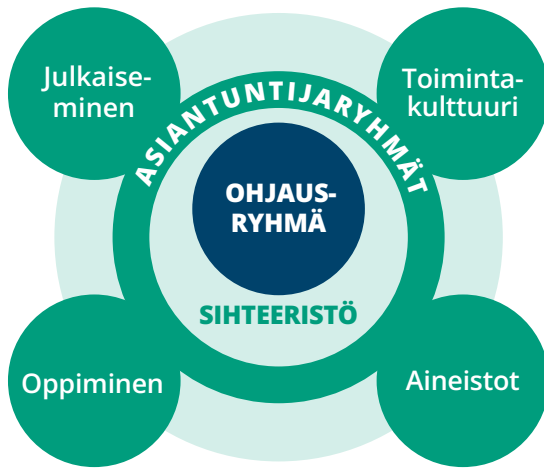 Julkaise-
minen
Toiminta-
kulttuuri
ASIANTUNTIJARYHMÄT
OHJAUS-
RYHMÄ
SIHTEERISTÖ
Oppiminen
Aineistot